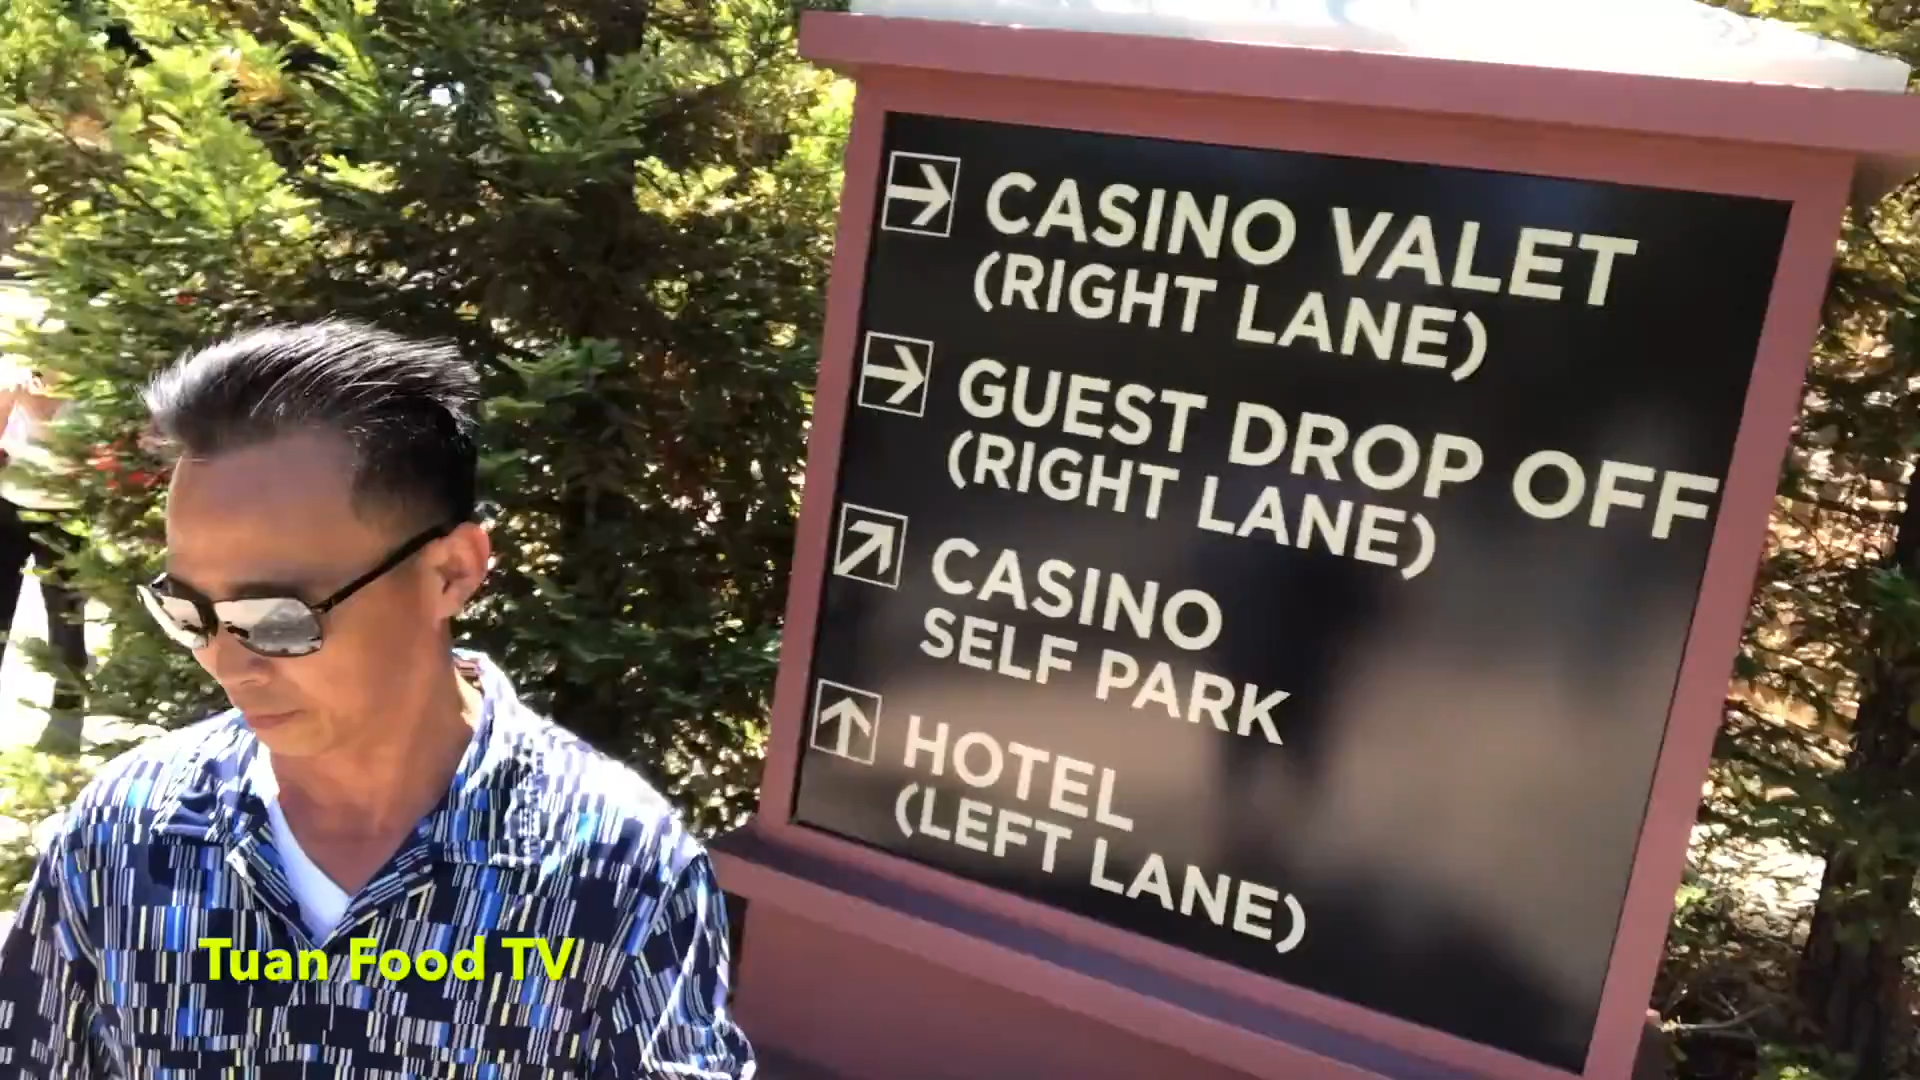 CASINO VALET
(RIGHT LANE)
GUEST DROP OFF
(RIGHT LANE)
CASINO
SELF PARK
HOTEL
(LEFT LANE)
Tuan Food TV